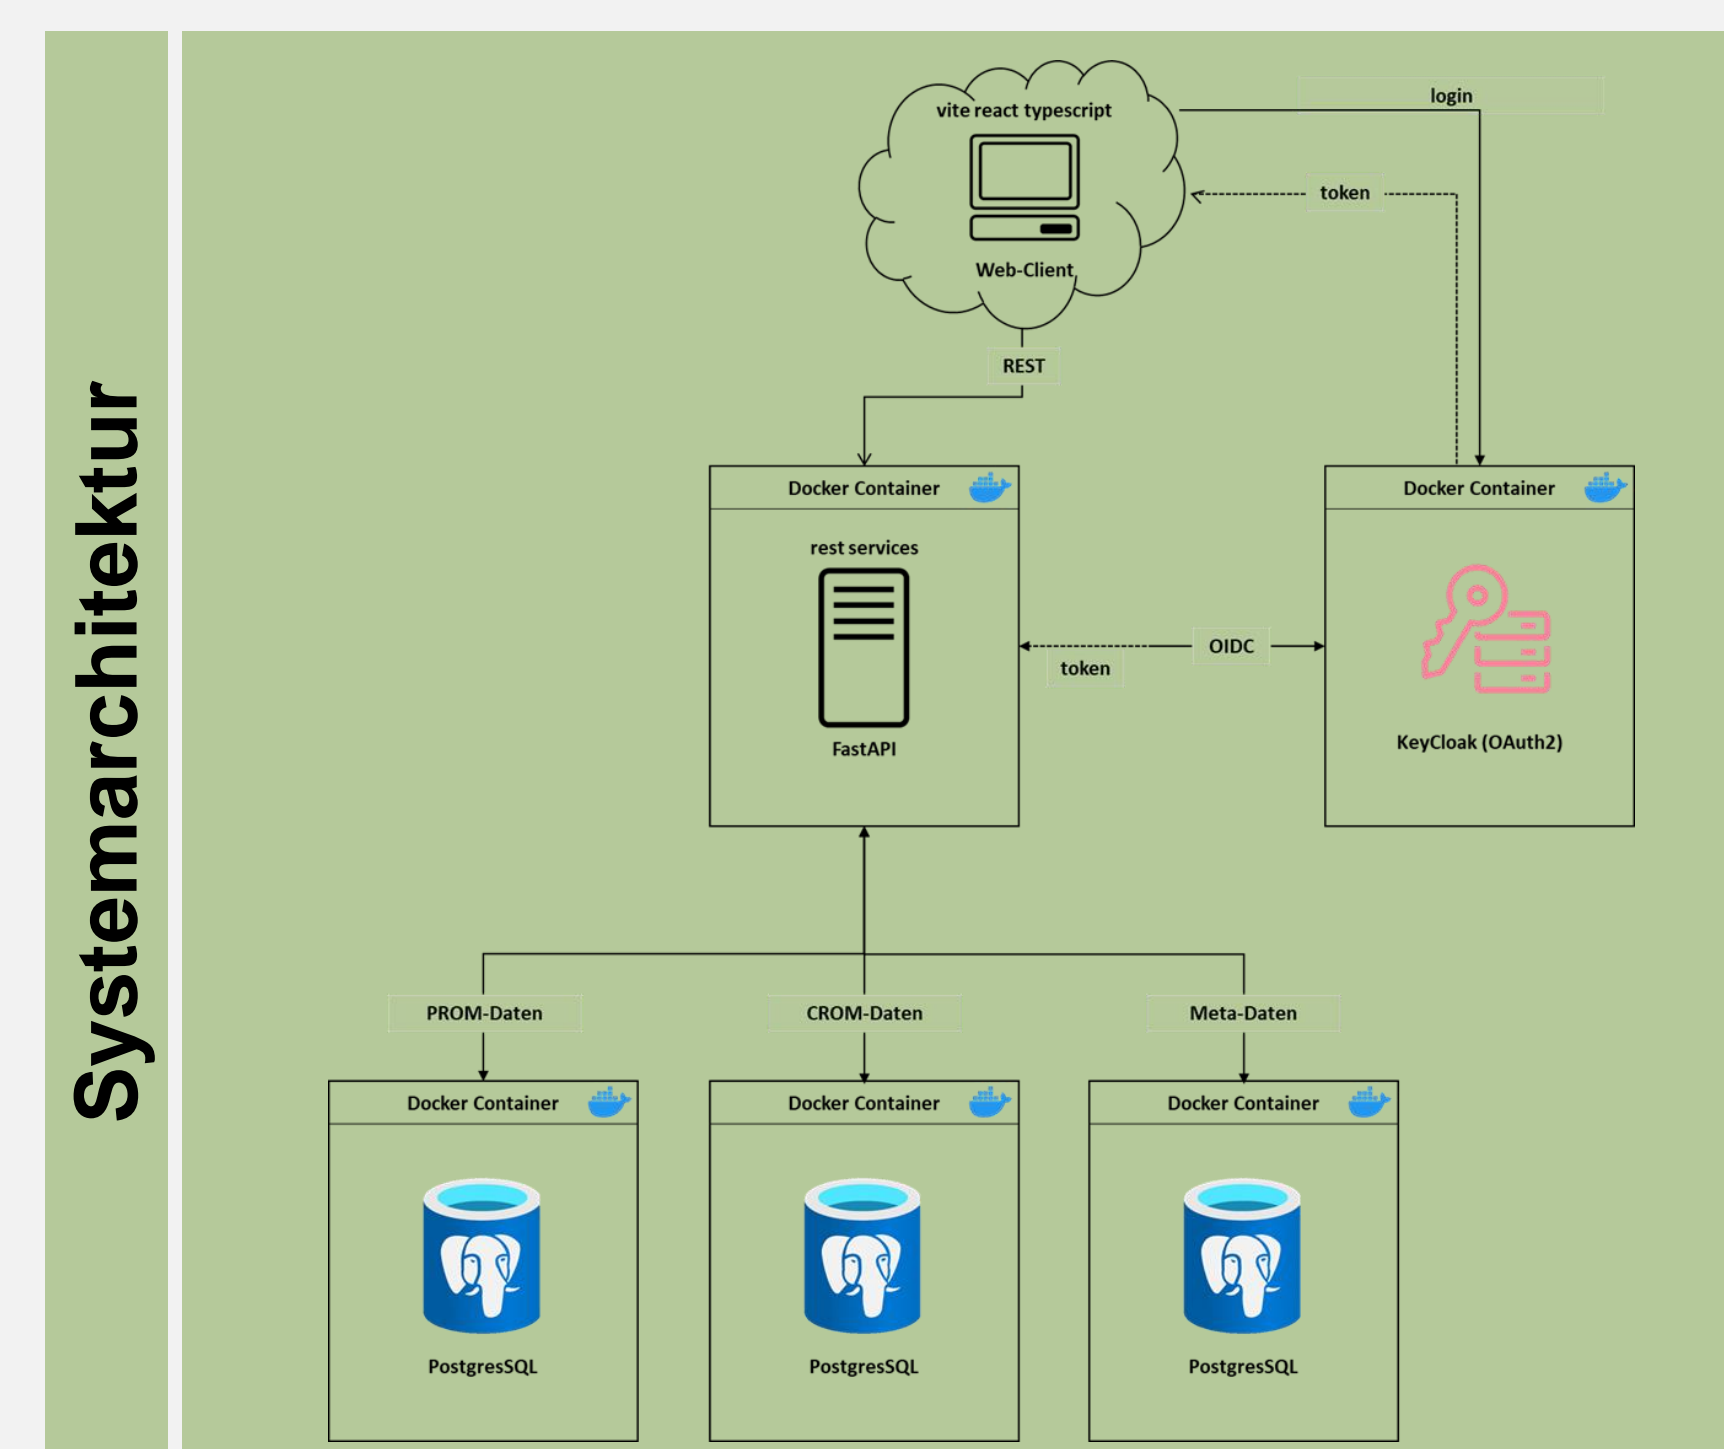 Systemarchitektur
vite react typescript
Web-Client
login
token
REST
Docker Container
rest services
FastAPI
OIDC
token
Docker Container
KeyCloak (OAuth2)
PROM-Daten
CROM-Daten
Meta-Daten
Docker Container
PostgresSQL
Docker Container
PostgresSQL
Docker Container
PostgresSQL